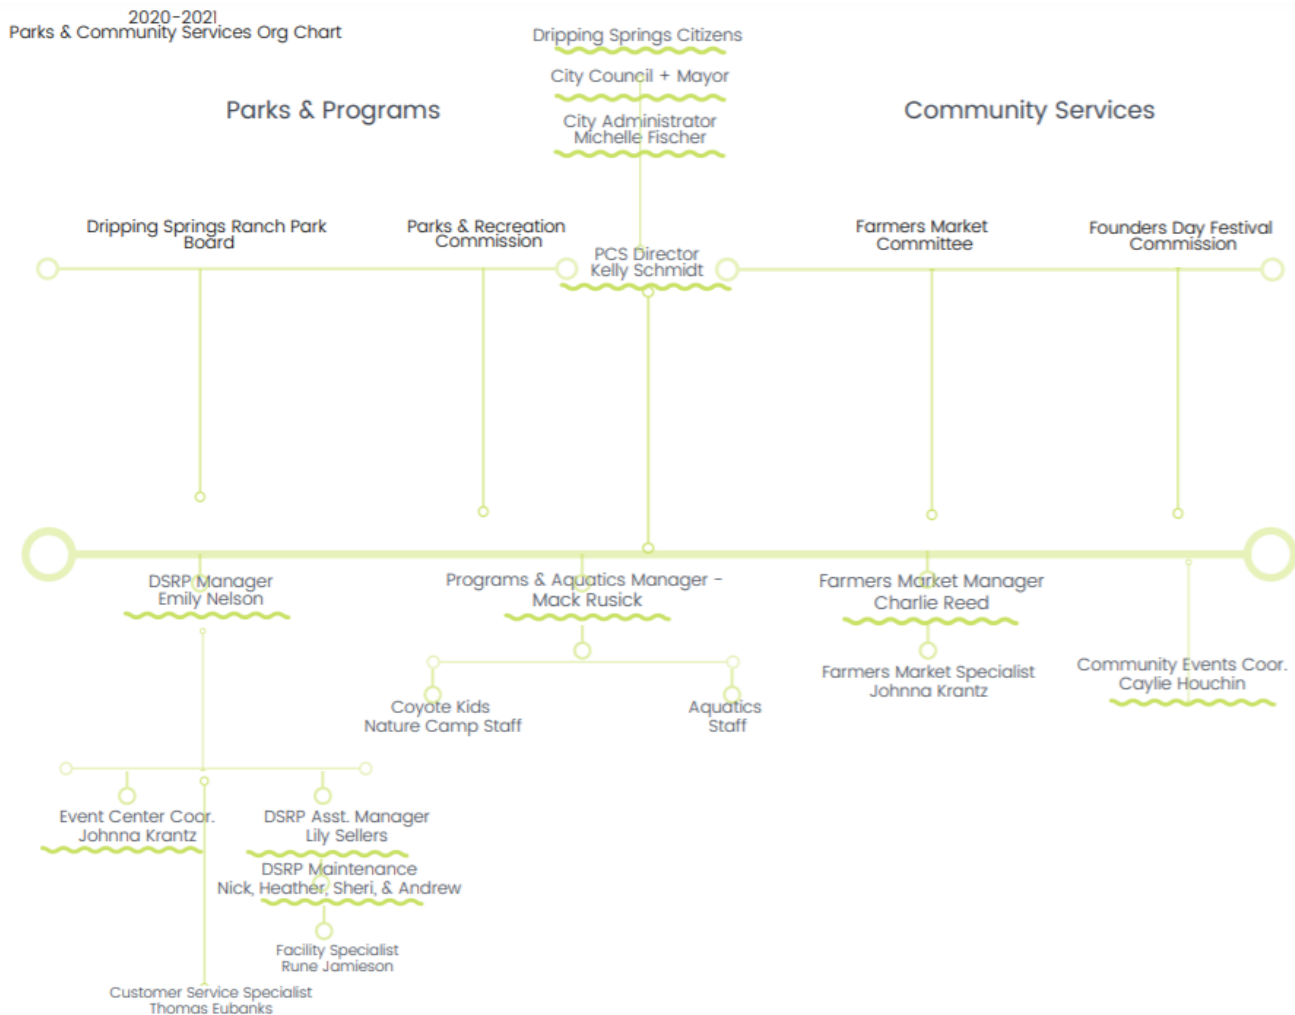 2020-2021
Parks & Community Services Org Chart
Dripping Springs Citizens
City Council + Mayor
Parks & Programs
Community Services
City Administrator
Michelle Fischer
Dripping Springs Ranch Park
Board
Parks & Recreation
Commission
PCS Director
Kelly Schmidt
Farmers Market
Committee
Founders Day Festival
Commission
DSRP Manager
Emily Nelson
Programs & Aquatics Manager -
Mack Rusick
Farmers Market Manager
Charlie Reed
Farmers Market Specialist
Johnna Krantz
Community Events Coor.
Caylie Houchin
Coyote Kids
Nature Camp Staff
Aquatics
Staff
Event Center Coor.
Johnna Krantz
DSRP Asst. Manager
Lily Sellers
DSRP Maintenance
Nick, Heather, Sheri, & Andrew
Facility Specialist
Rune Jamieson
Customer Service Specialist
Thomas Eubanks